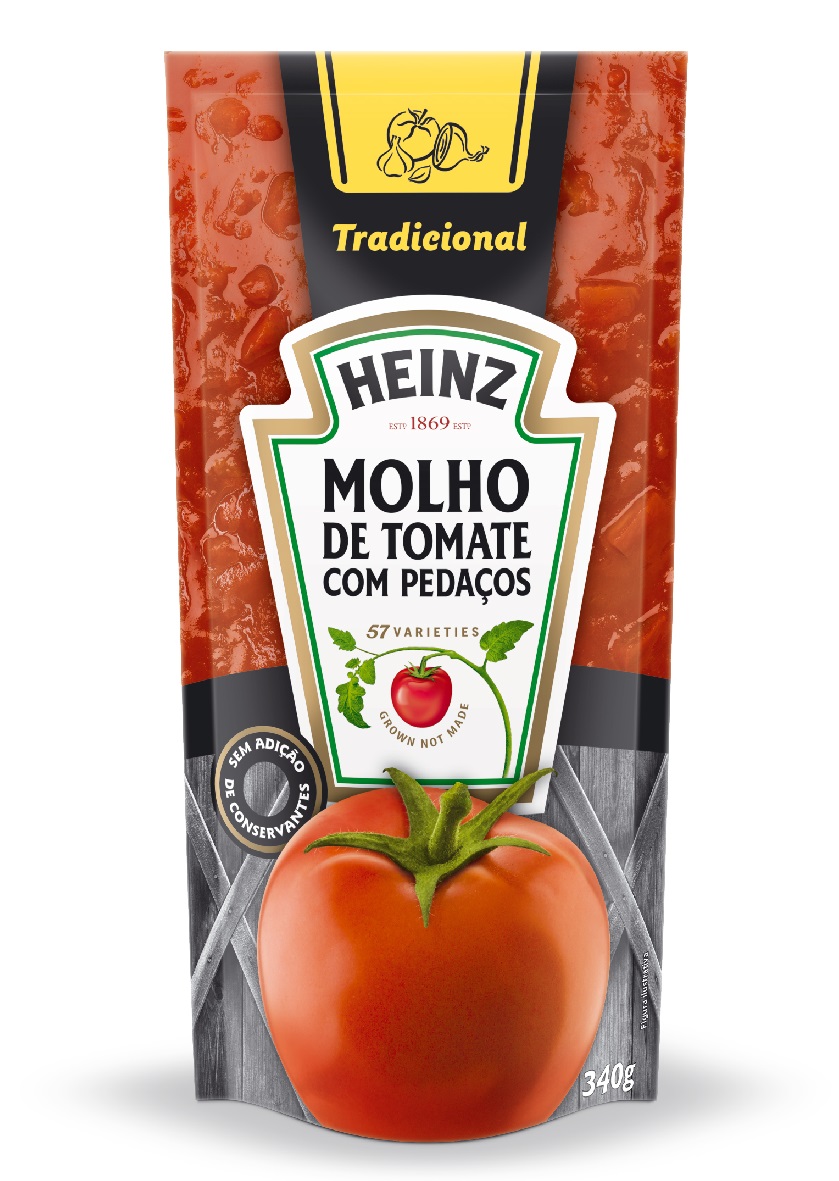 Tradicional
HEINZ
ESTD 1869 ESTD
MOLHO
DE TOMATE
COM PEDAÇOS
57 VARIETIES
GROWN NOT MADE
SEM ADIÇÃO
DE CONSERVANTES
Figura Ilustrativa
340g